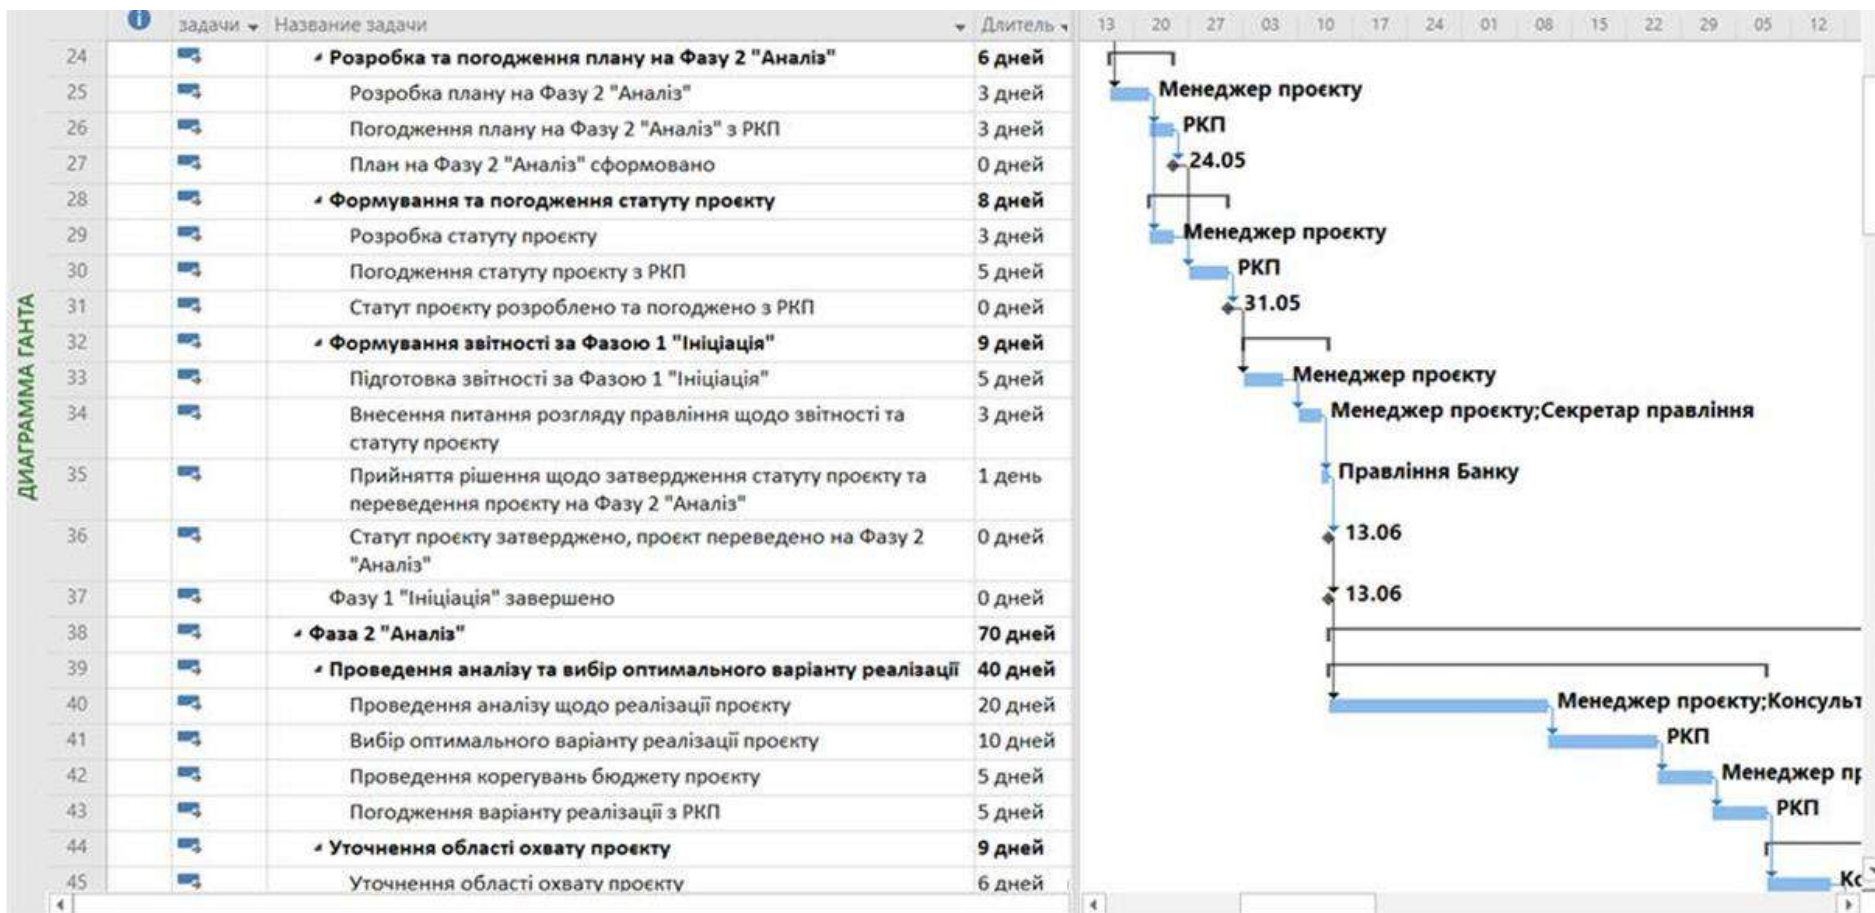 задачи Название задачи Длитель 13 20 27 03 10 17 24 01 08 15 22 29 05 12
ДИАГРАММА ГАНТА
24 Розробка та погодження плану на Фазу 2 "Аналіз" 6 дней
25 Розробка плану на Фазу 2 "Аналіз" 3 дней Менеджер проєкту
26 Погодження плану на Фазу 2 "Аналіз" з РКП 3 дней РКП
27 План на Фазу 2 "Аналіз" сформовано 0 дней 24.05
28 Формування та погодження статуту проєкту 8 дней
29 Розробка статуту проєкту 3 дней Менеджер проєкту
30 Погодження статуту проєкту з РКП 5 дней РКП
31 Статут проєкту розроблено та погоджено з РКП 0 дней 31.05
32 Формування звітності за Фазою 1 "Ініціація" 9 дней
33 Підготовка звітності за Фазою 1 "Ініціація" 5 дней Менеджер проєкту
34 Внесення питання розгляду правління щодо звітності та 3 дней Менеджер проєкту;Секретар правління
статуту проєкту
35 Прийняття рішення щодо затвердження статуту проєкту та 1 день Правління Банку
переведення проєкту на Фазу 2 "Аналіз"
36 Статут проєкту затверджено, проєкт переведено на Фазу 2 0 дней 13.06
"Аналіз"
37 Фазу 1 "Ініціація" завершено 0 дней 13.06
38 Фаза 2 "Аналіз" 70 дней
39 Проведення аналізу та вибір оптимального варіанту реалізації 40 дней
40 Проведення аналізу щодо реалізації проєкту 20 дней Менеджер проєкту;Консульт
41 Вибір оптимального варіанту реалізації проєкту 10 дней РКП
42 Проведення корегувань бюджету проєкту 5 дней Менеджер пр
43 Погодження варіанту реалізації з РКП 5 дней РКП
44 Уточнення області охвату проєкту 9 дней
45 Уточнення області охвату проєкту 6 дней Ко